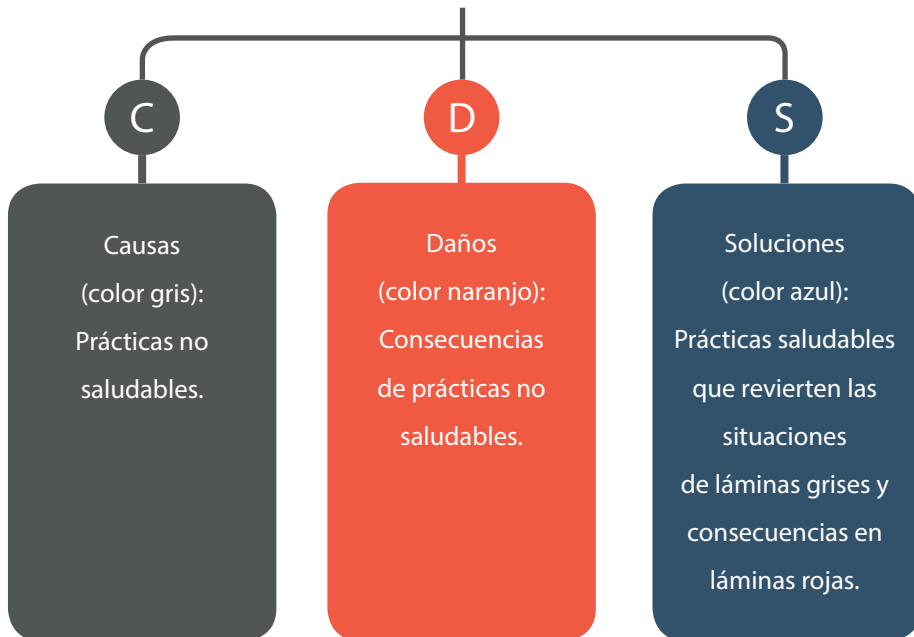 C
Causas
(color gris):
Prácticas no
saludables.
D
Daños
(color naranjo):
Consecuencias
de prácticas no
saludables.
S
Soluciones
(color azul):
Prácticas saludables
que revierten las
situaciones
de láminas grises y
consecuencias en
láminas rojas.